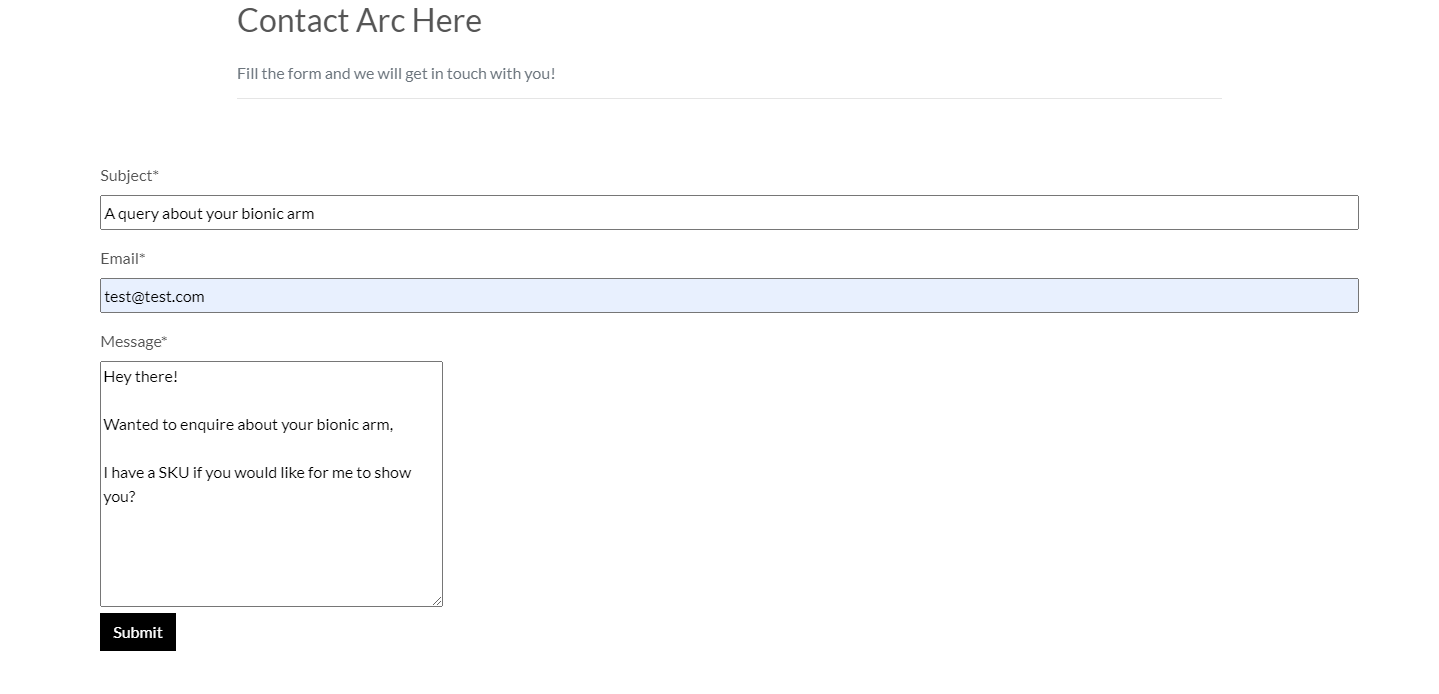 Contact Arc Here
Fill the form and we will get in touch with you!
Subject*
A query about your bionic arm
Email*
test@test.com
Message*
Hey there!
Wanted to enquire about your bionic arm,
I have a SKU if you would like for me to show
you?
Submit